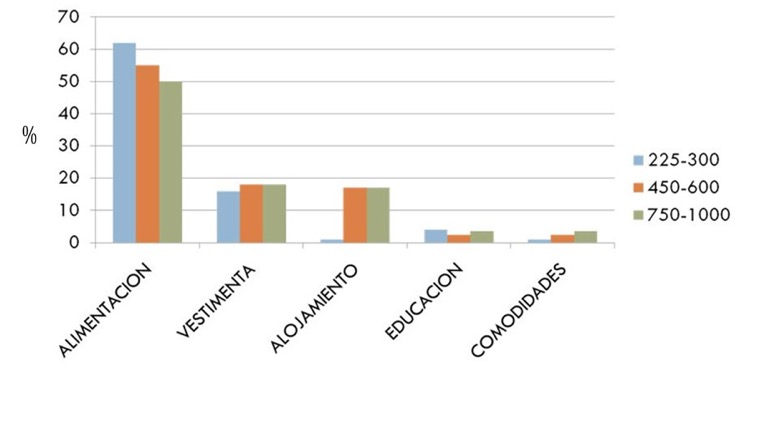 70
60
50
40
30
20
10
0
%
ALIMENTACION
VESTIMENTA
ALOJAMIENTO
EDUCACION
COMODIDADES
225-300
450-600
750-1000